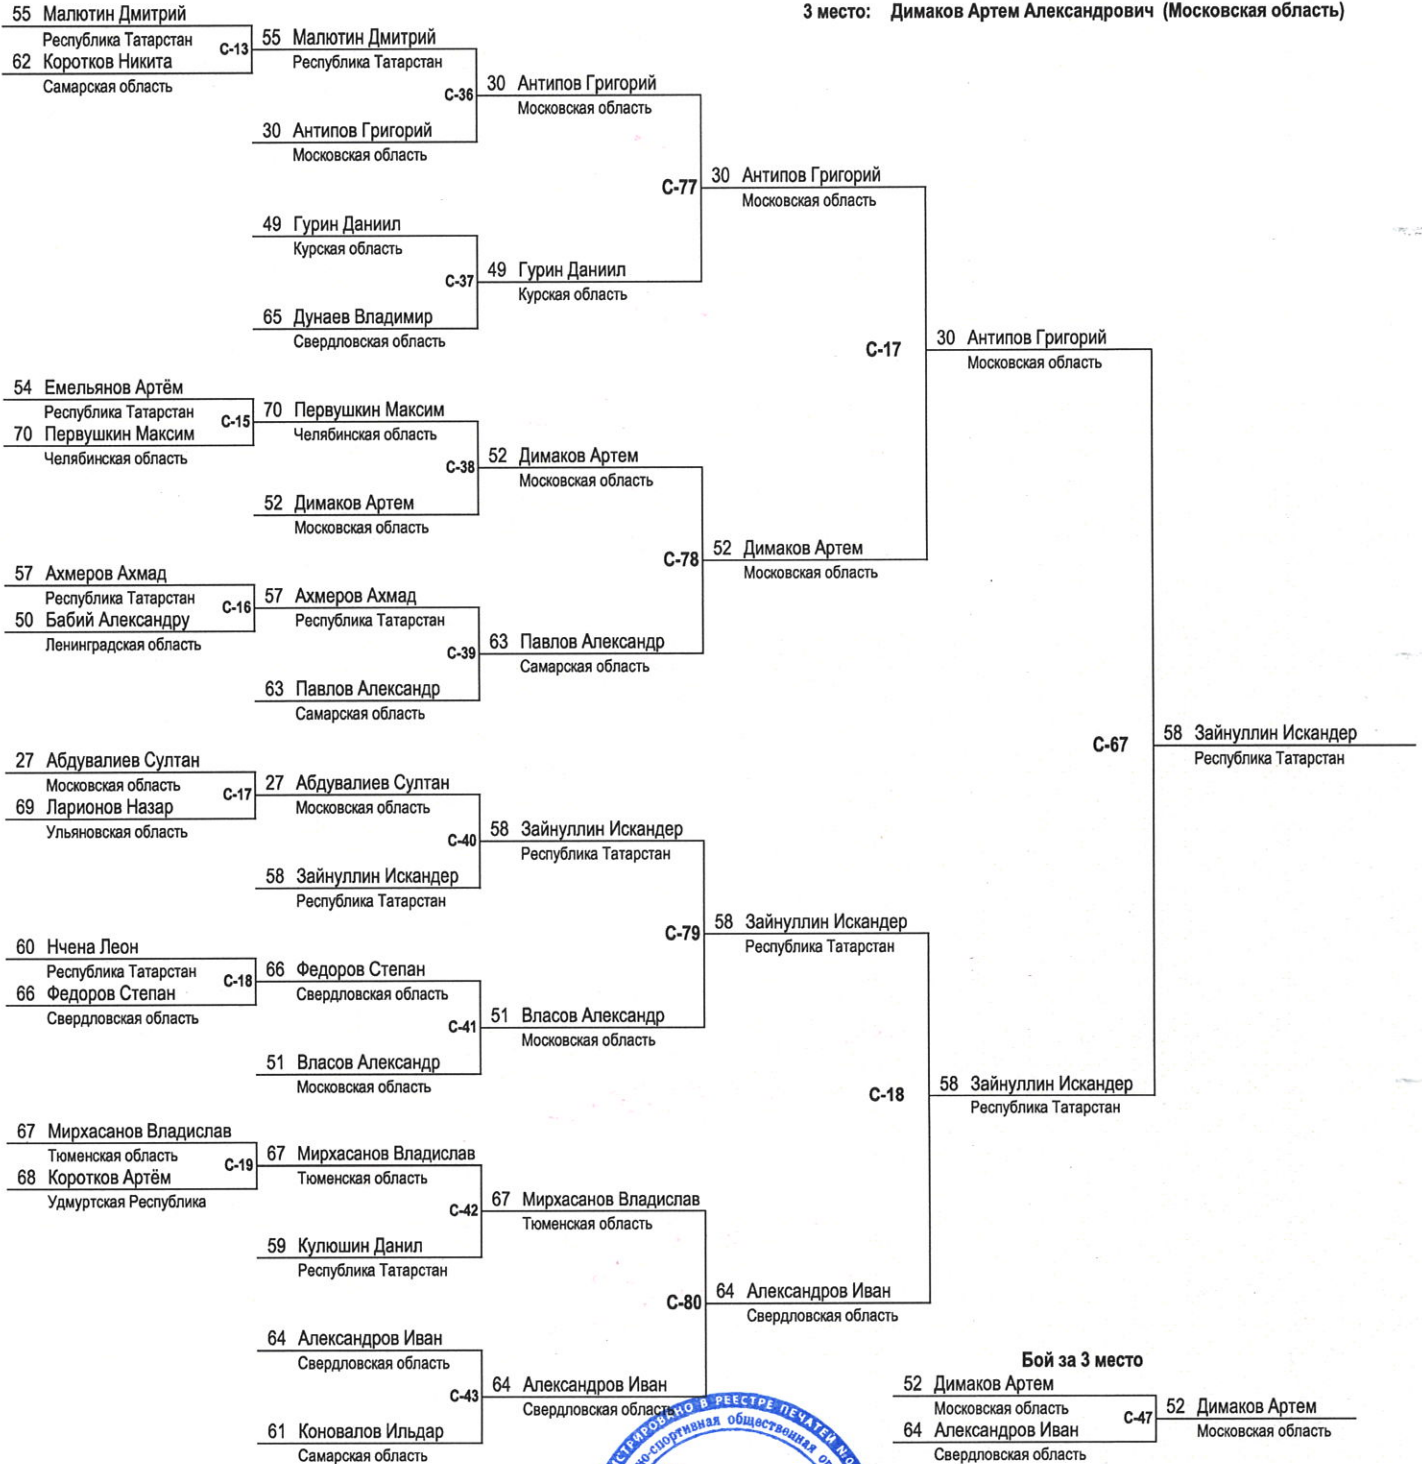 3 место: Димаков Артем Александрович (Московская область)
55 Малютин Дмитрий
Республика Татарстан
С-13
62 Коротков Никита
Самарская область
55 Малютин Дмитрий
Республика Татарстан
С-36
30 Антипов Григорий
Московская область
49 Гурин Даниил
Курская область
С-37
65 Дунаев Владимир
Свердловская область
54 Емельянов Артём
Республика Татарстан
С-15
70 Первушкин Максим
Челябинская область
70 Первушкин Максим
Челябинская область
С-38
52 Димаков Артем
Московская область
57 Ахмеров Ахмад
Республика Татарстан
С-16
50 Бабий Александру
Ленинградская область
57 Ахмеров Ахмад
Республика Татарстан
С-39
63 Павлов Александр
Самарская область
27 Абдувалиев Султан
Московская область
С-17
69 Ларионов Назар
Ульяновская область
27 Абдувалиев Султан
Московская область
С-40
58 Зайнуллин Искандер
Республика Татарстан
60 Нчена Леон
Республика Татарстан
С-18
66 Федоров Степан
Свердловская область
66 Федоров Степан
Свердловская область
С-41
51 Власов Александр
Московская область
67 Мирхасанов Владислав
Тюменская область
С-19
68 Коротков Артём
Удмуртская Республика
67 Мирхасанов Владислав
Тюменская область
С-42
59 Кулюшин Данил
Республика Татарстан
64 Александров Иван
Свердловская область
С-43
61 Коновалов Ильдар
Самарская область
30 Антипов Григорий
Московская область
С-77
49 Гурин Даниил
Курская область
52 Димаков Артем
Московская область
С-78
63 Павлов Александр
Самарская область
58 Зайнуллин Искандер
Республика Татарстан
С-79
51 Власов Александр
Московская область
67 Мирхасанов Владислав
Тюменская область
С-80
64 Александров Иван
Свердловская область
30 Антипов Григорий
Московская область
С-17
52 Димаков Артем
Московская область
58 Зайнуллин Искандер
Республика Татарстан
С-18
64 Александров Иван
Свердловская область
30 Антипов Григорий
Московская область
С-67
58 Зайнуллин Искандер
Республика Татарстан
58 Зайнуллин Искандер
Республика Татарстан
Бой за 3 место
52 Димаков Артем
Московская область
С-47
64 Александров Иван
Свердловская область
52 Димаков Артем
Московская область
В РЕЕСТРЕ ПЕЧАТЕЙ
общественная